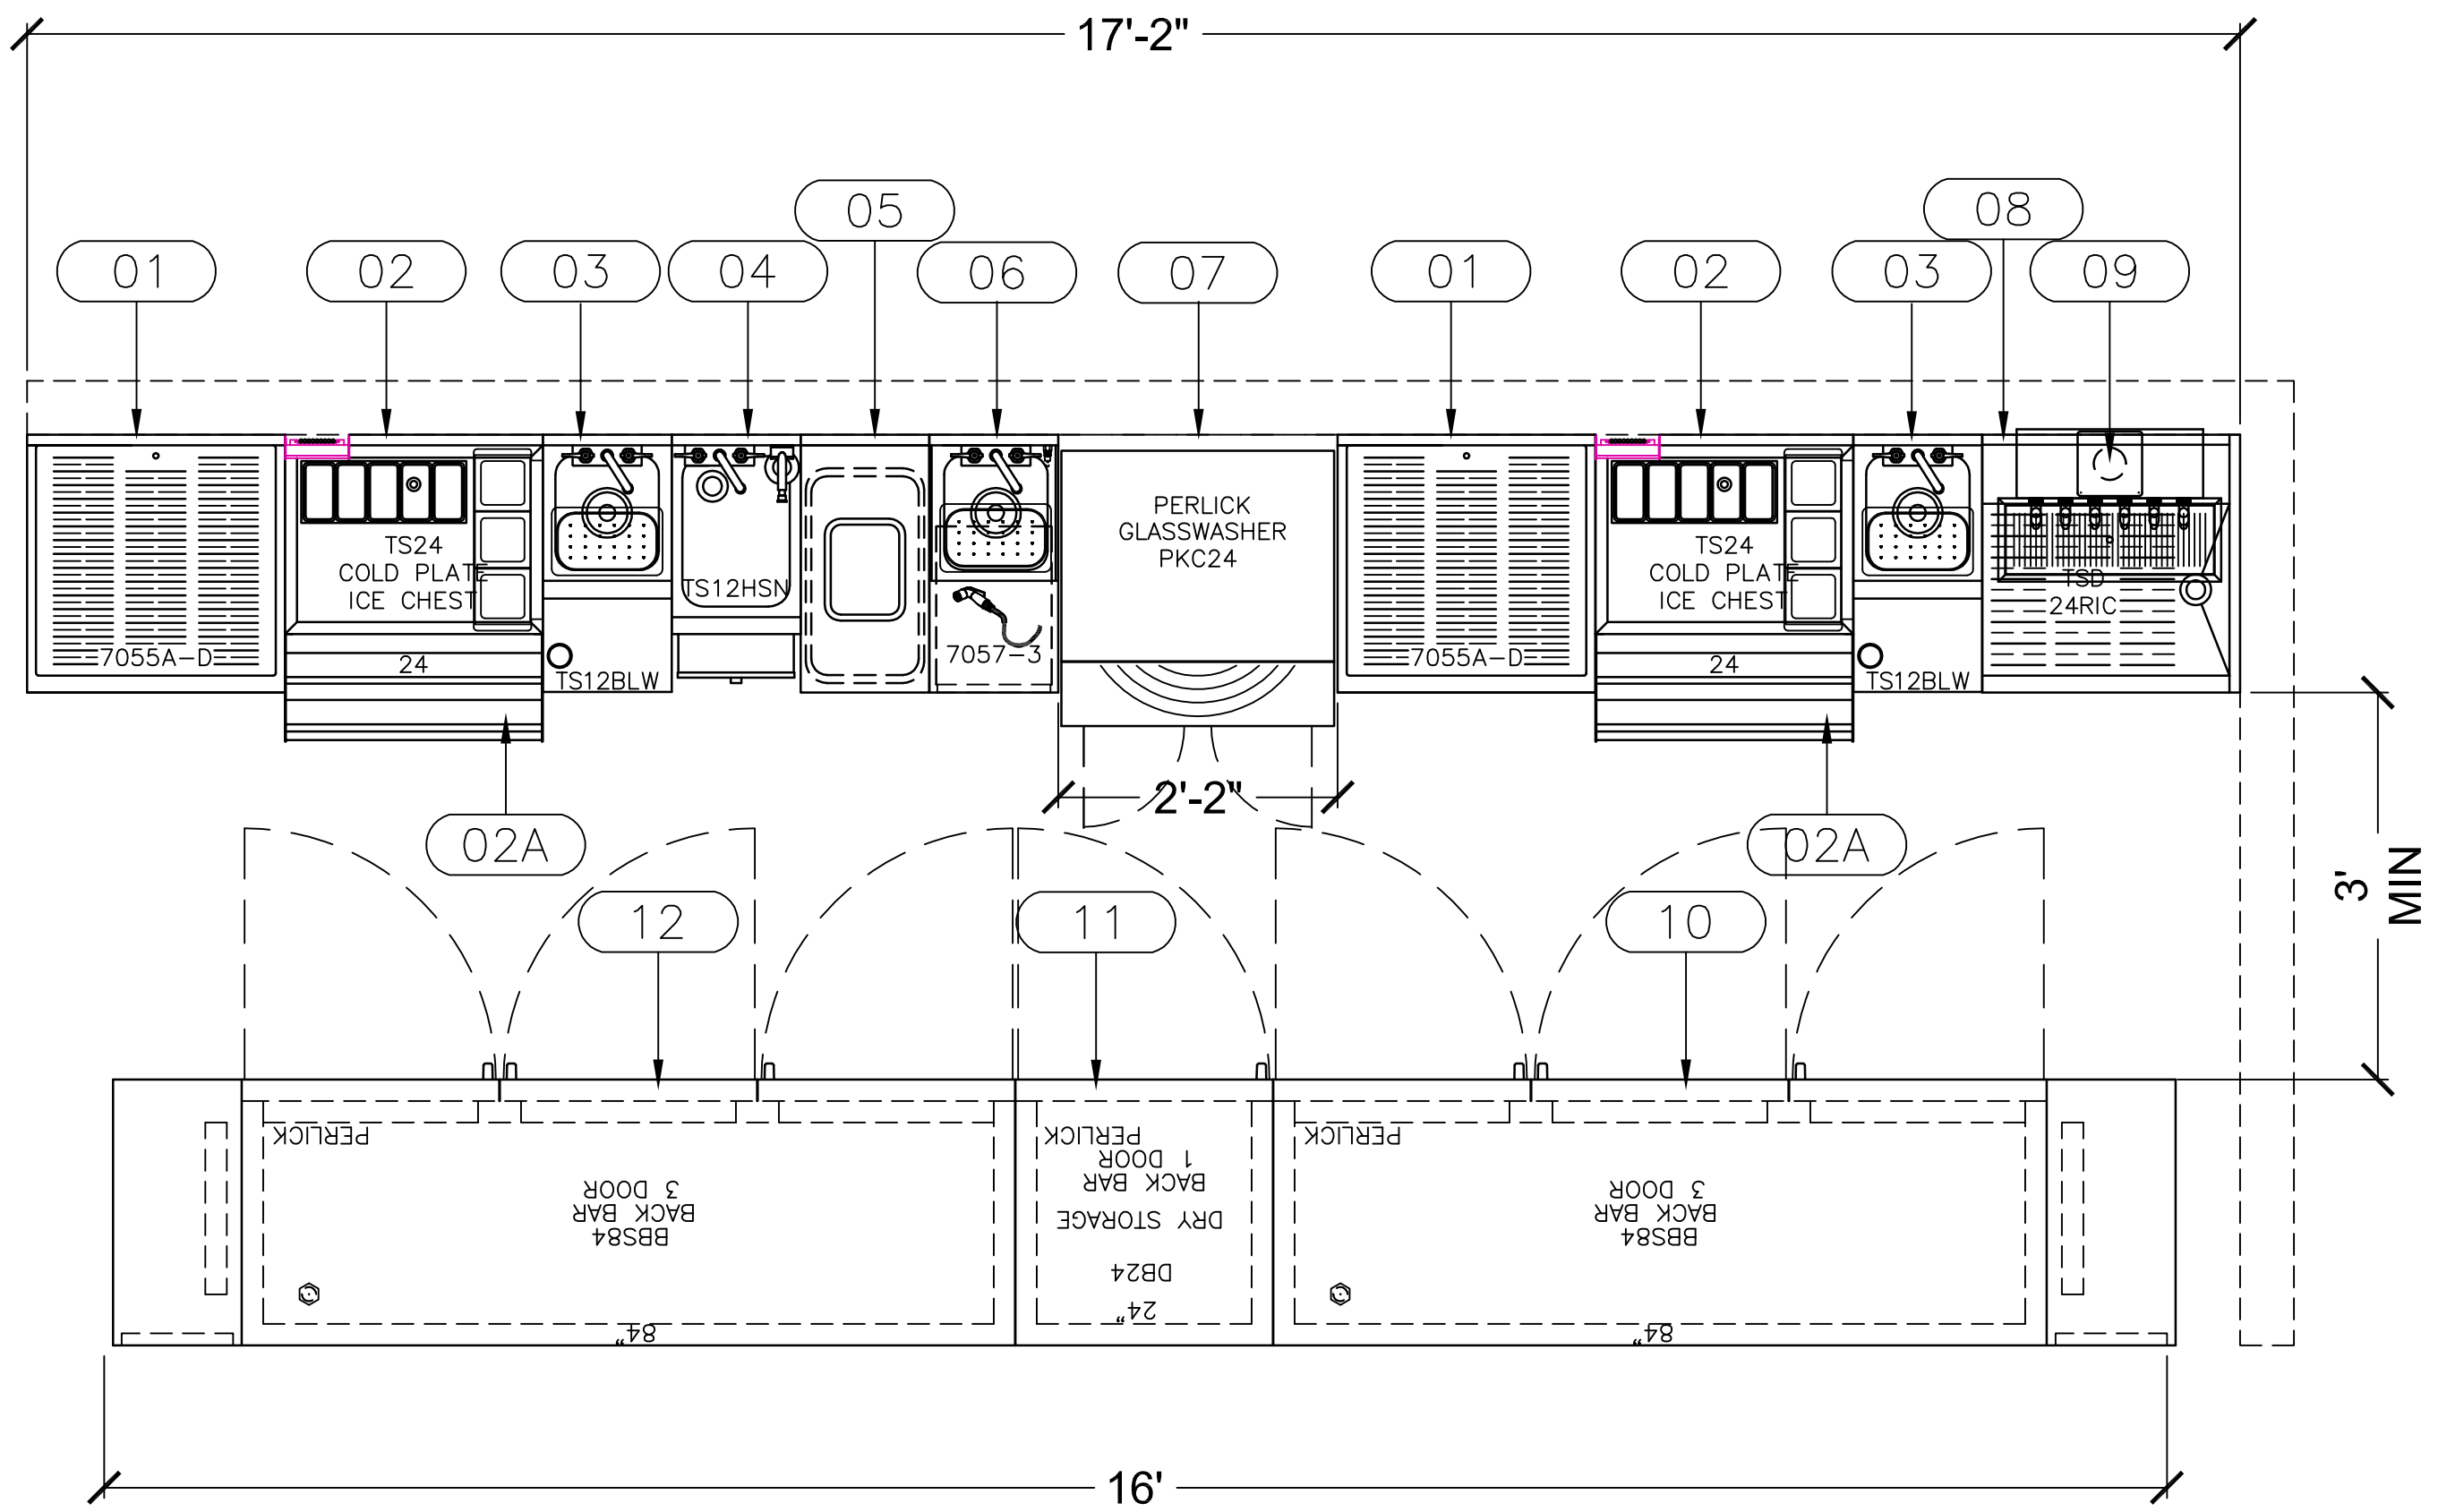 17'-2"
05
08
01
02
03
04
06
07
01
02
03
09
PERLICK
GLASSWASHER
PKC24
TS24
COLD PLATE
ICE CHEST
TS12HSN
TS24
COLD PLATE
ICE CHEST
TSD
24RIC
7055A-D
24
TS12BLW
7057-3
7055A-D
24
TS12BLW
2'-2"
02A
02A
3'
MIN
12
11
10
PERLICK
BBS84
BACK BAR
3 DOOR
84"
PERLICK
24"
DB24
DRY STORAGE
BACK BAR
1 DOOR
PERLICK
BBS84
BACK BAR
3 DOOR
84"
16'